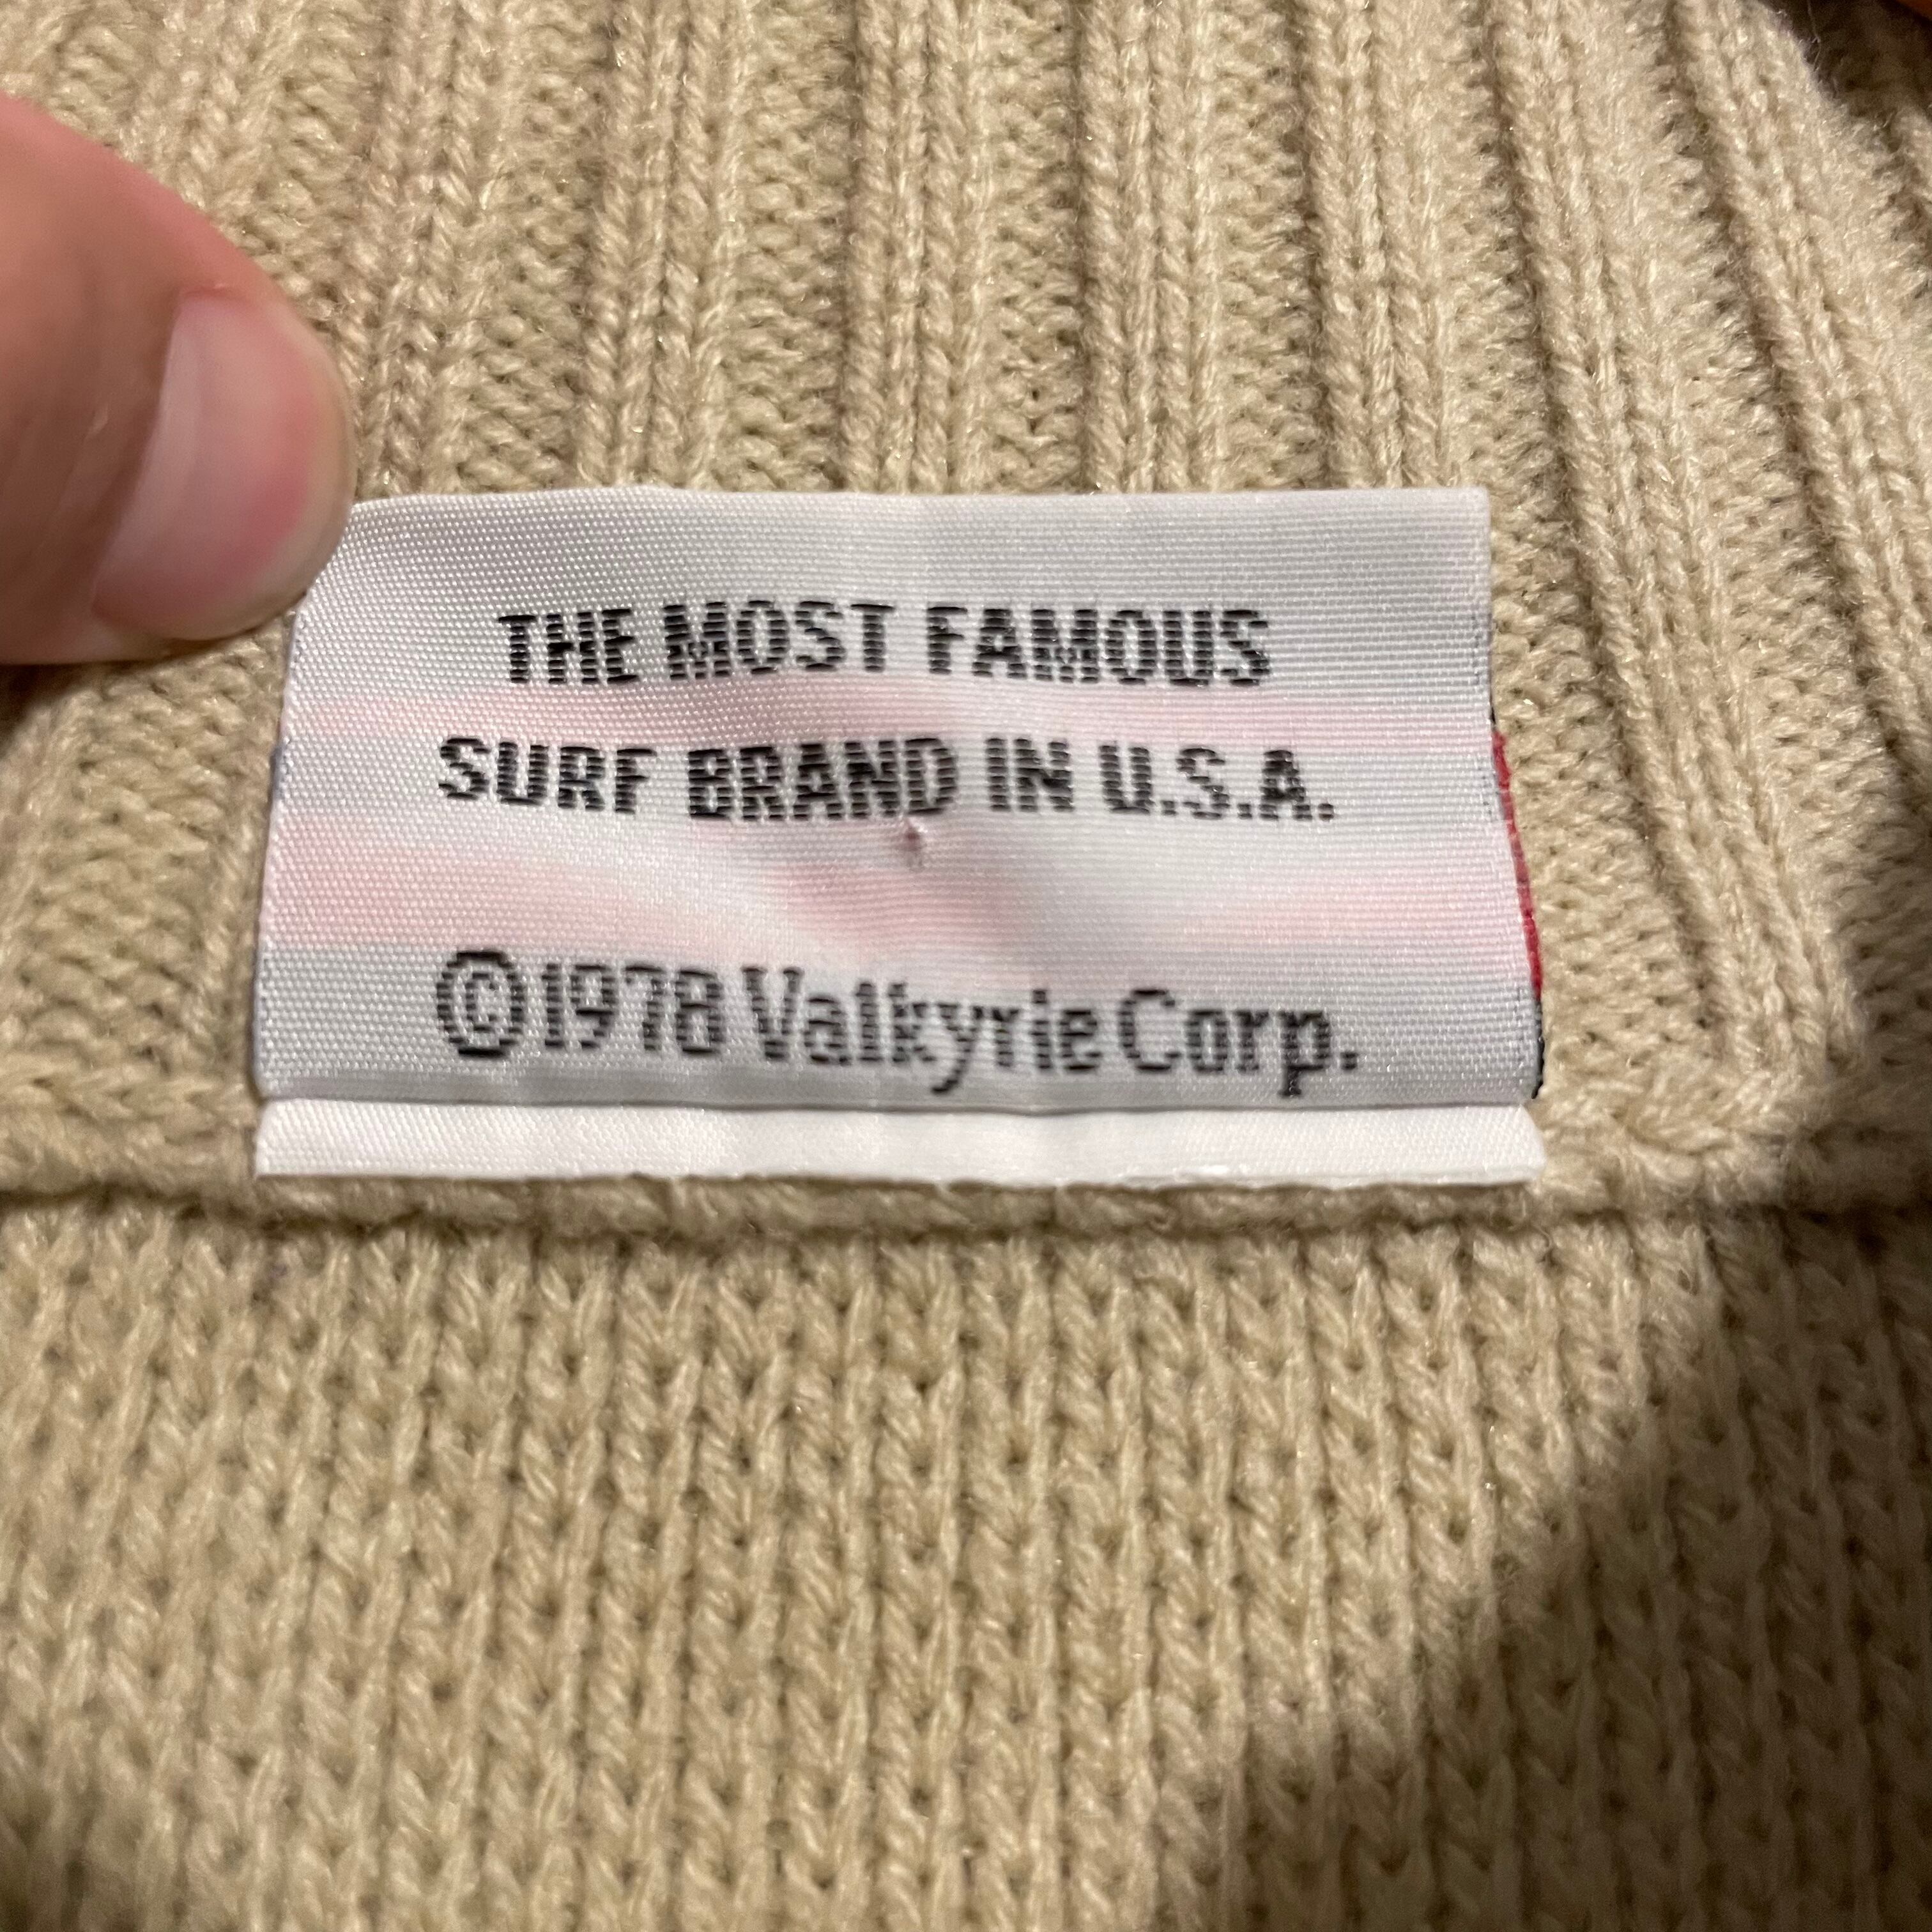 THE MOST FAMOUS
SURF BRAND IN U.S.A.
©1978 Valkyrie Corp.